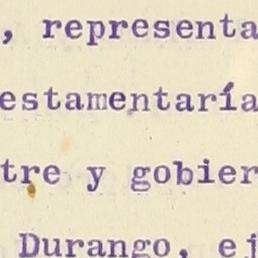 , representa
estamentaría
tre y gobier
Durango, ej